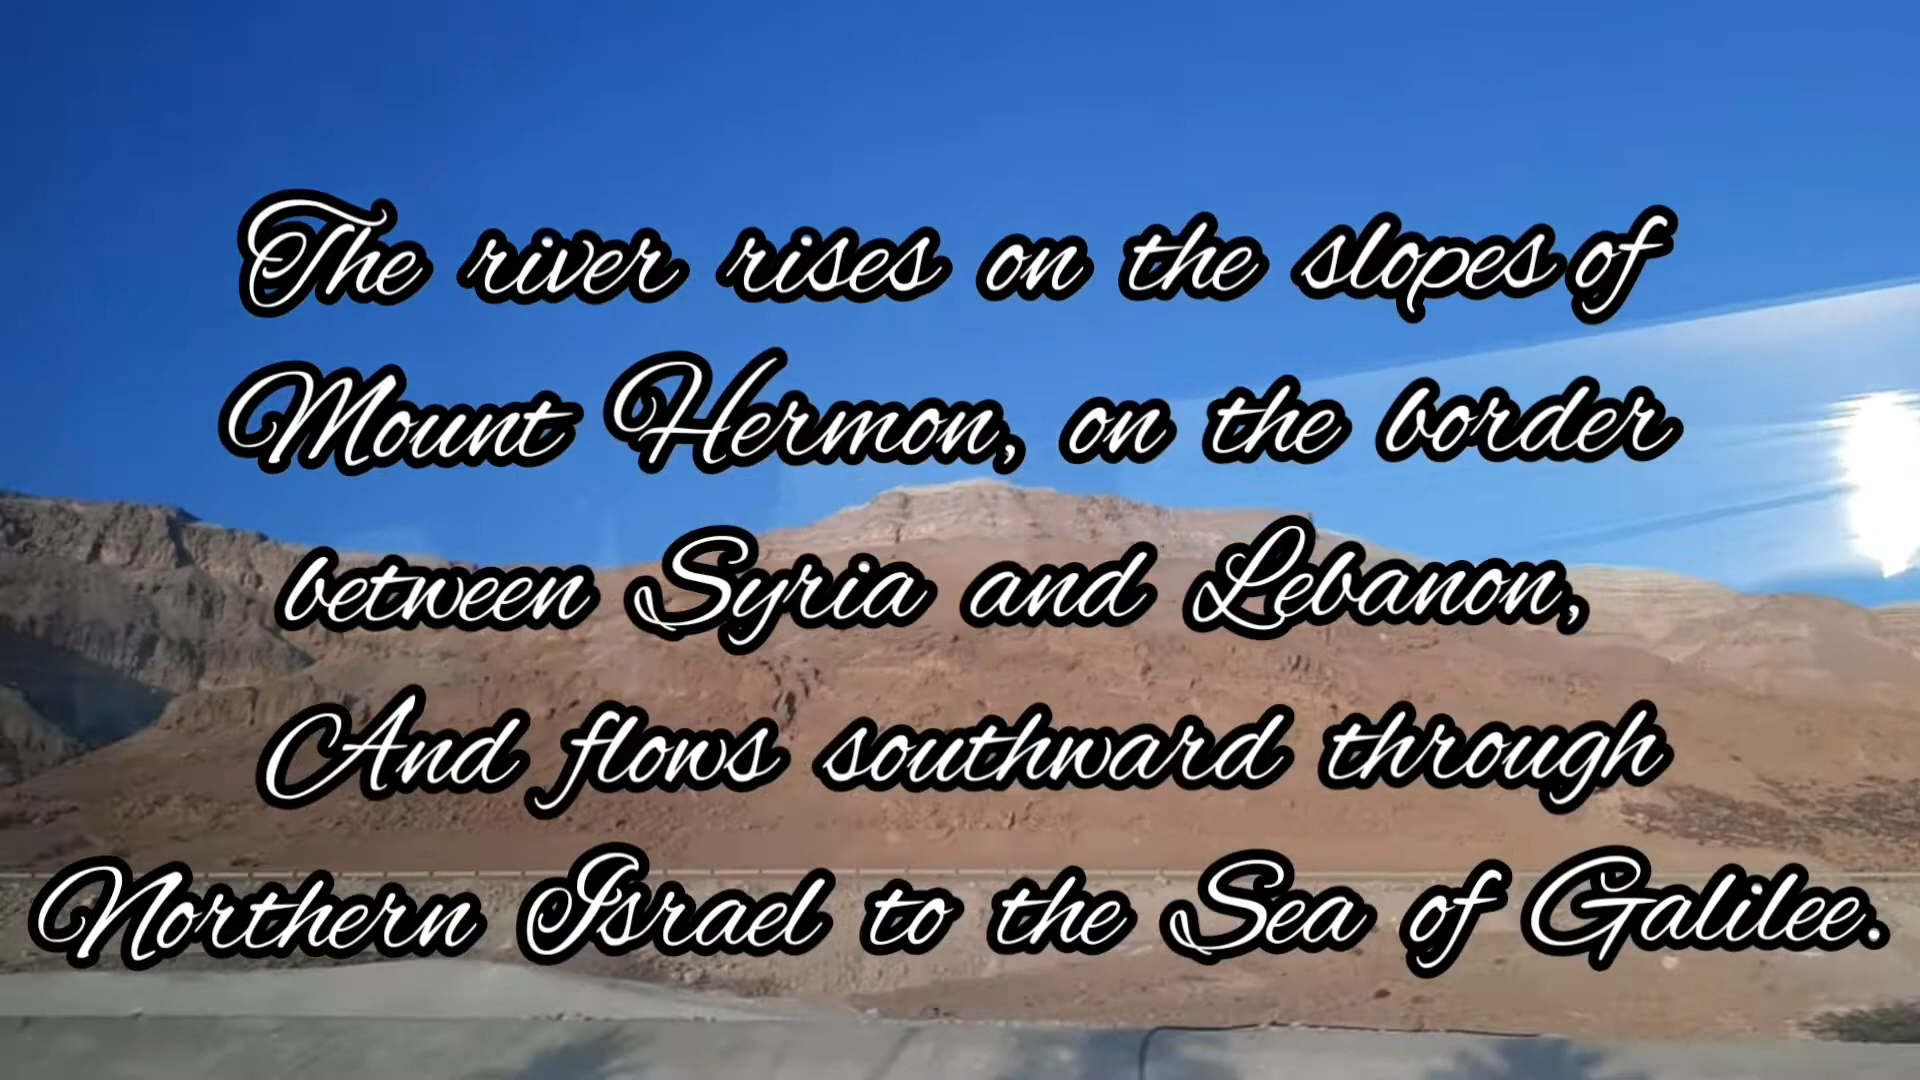 The river rises on the slopes of
Mount Hermon, on the border
between Syria and Lebanon,
And flows southward through
Northern Israel to the Sea of Galilee.